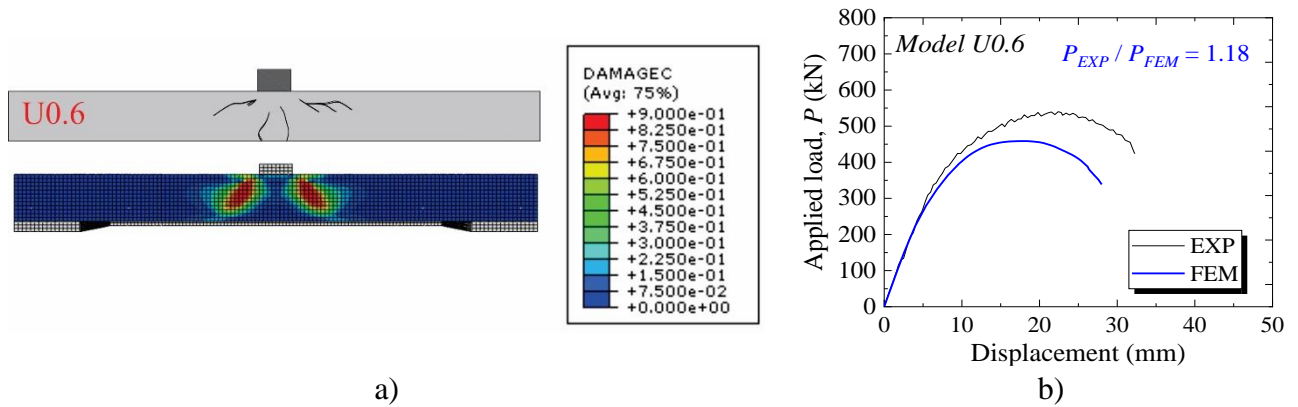 U0.6
DAMAGEC
(Avg: 75%)
+9.000e-01
+8.250e-01
+7.500e-01
+6.750e-01
+6.000e-01
+5.250e-01
+4.500e-01
+3.750e-01
+3.000e-01
+2.250e-01
+1.500e-01
+7.500e-02
+0.000e+00
a)
Model U0.6
P_EXP / P_FEM = 1.18
Applied load, P (kN)
800
700
600
500
400
300
200
100
0
EXP
FEM
0 10 20 30 40 50
Displacement (mm)
b)